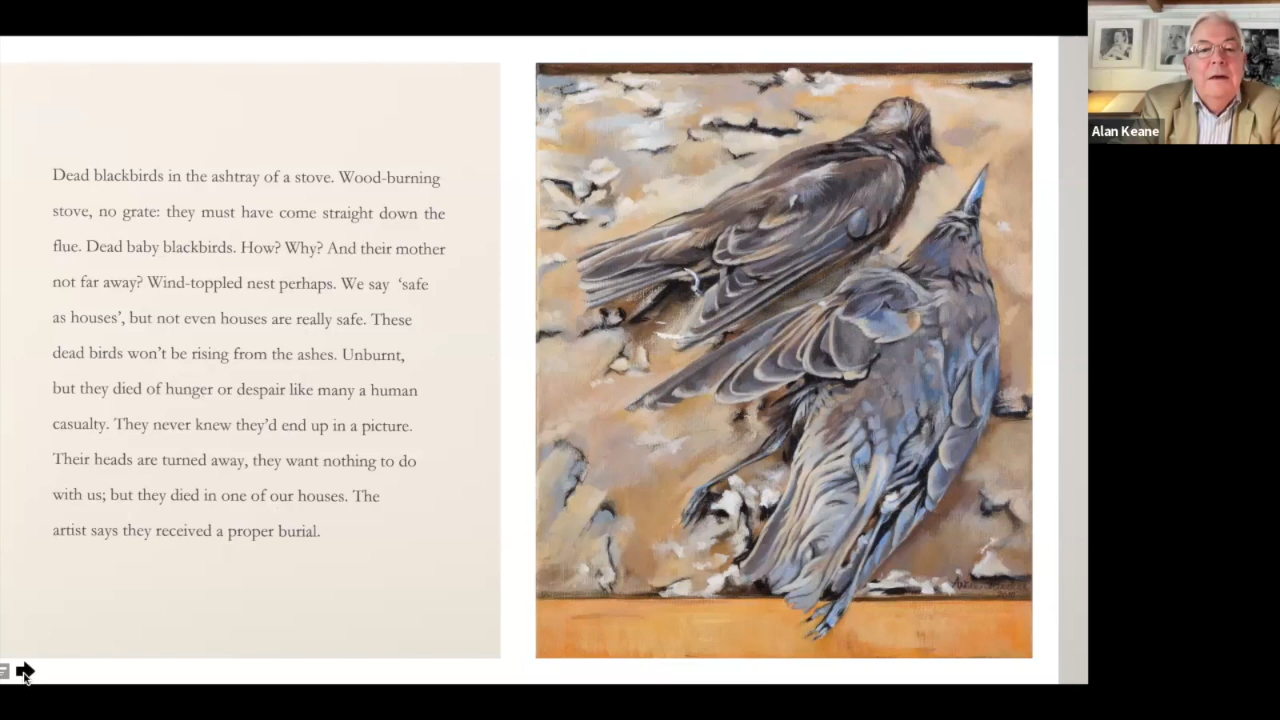 Dead blackbirds in the ashtray of a stove. Wood-burning
stove, no grate: they must have come straight down the
flue. Dead baby blackbirds. How? Why? And their mother
not far away? Wind-toppled nest perhaps. We say  ‘safe
as houses’, but not even houses are really safe. These
dead birds won’t be rising from the ashes. Unburnt,
but they died of hunger or despair like many a human
casualty. They never knew they’d end up in a picture.
Their heads are turned away, they want nothing to do
with us; but they died in one of our houses. The
artist says they received a proper burial.
Alan Keane